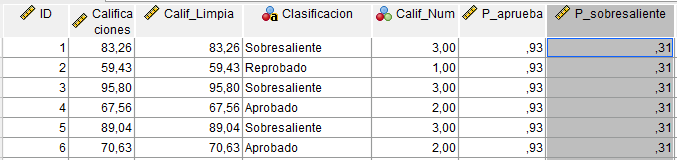 ID Califica Calif_Limpia Clasificacion Calif_Num P_aprueba P_sobresaliente
ciones
1 83,26 83,26 Sobresaliente 3,00 ,93 ,31
2 59,43 59,43 Reprobado 1,00 ,93 ,31
3 95,80 95,80 Sobresaliente 3,00 ,93 ,31
4 67,56 67,56 Aprobado 2,00 ,93 ,31
5 89,04 89,04 Sobresaliente 3,00 ,93 ,31
6 70,63 70,63 Aprobado 2,00 ,93 ,31